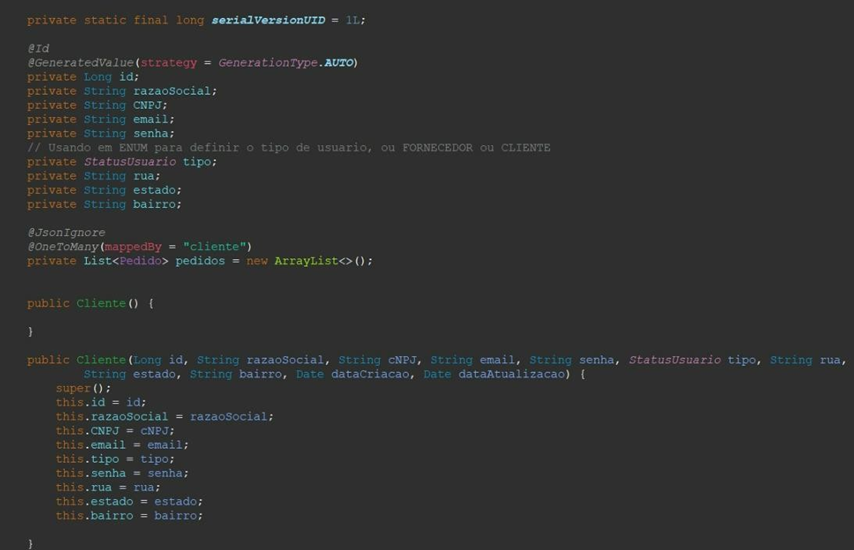 private static final long serialVersionUID = 1L;
@Id
@GeneratedValue(strategy = GenerationType.AUTO)
private Long id;
private String razaoSocial;
private String CNPJ;
private String email;
private String senha;
// Usando em ENUM para definir o tipo de usuario, ou FORNECEDOR ou CLIENTE
private StatusUsuario tipo;
private String rua;
private String estado;
private String bairro;
@JsonIgnore
@OneToMany(mappedBy = "cliente")
private List<Pedido> pedidos = new ArrayList<>();
public Cliente() {
}
public Cliente(Long id, String razaoSocial, String cNPJ, String email, String senha, StatusUsuario tipo, String rua,
String estado, String bairro, Date dataCriacao, Date dataAtualizacao) {
super();
this.id = id;
this.razaoSocial = razaoSocial;
this.CNPJ = cNPJ;
this.email = email;
this.tipo = tipo;
this.senha = senha;
this.rua = rua;
this.estado = estado;
this.bairro = bairro;
}